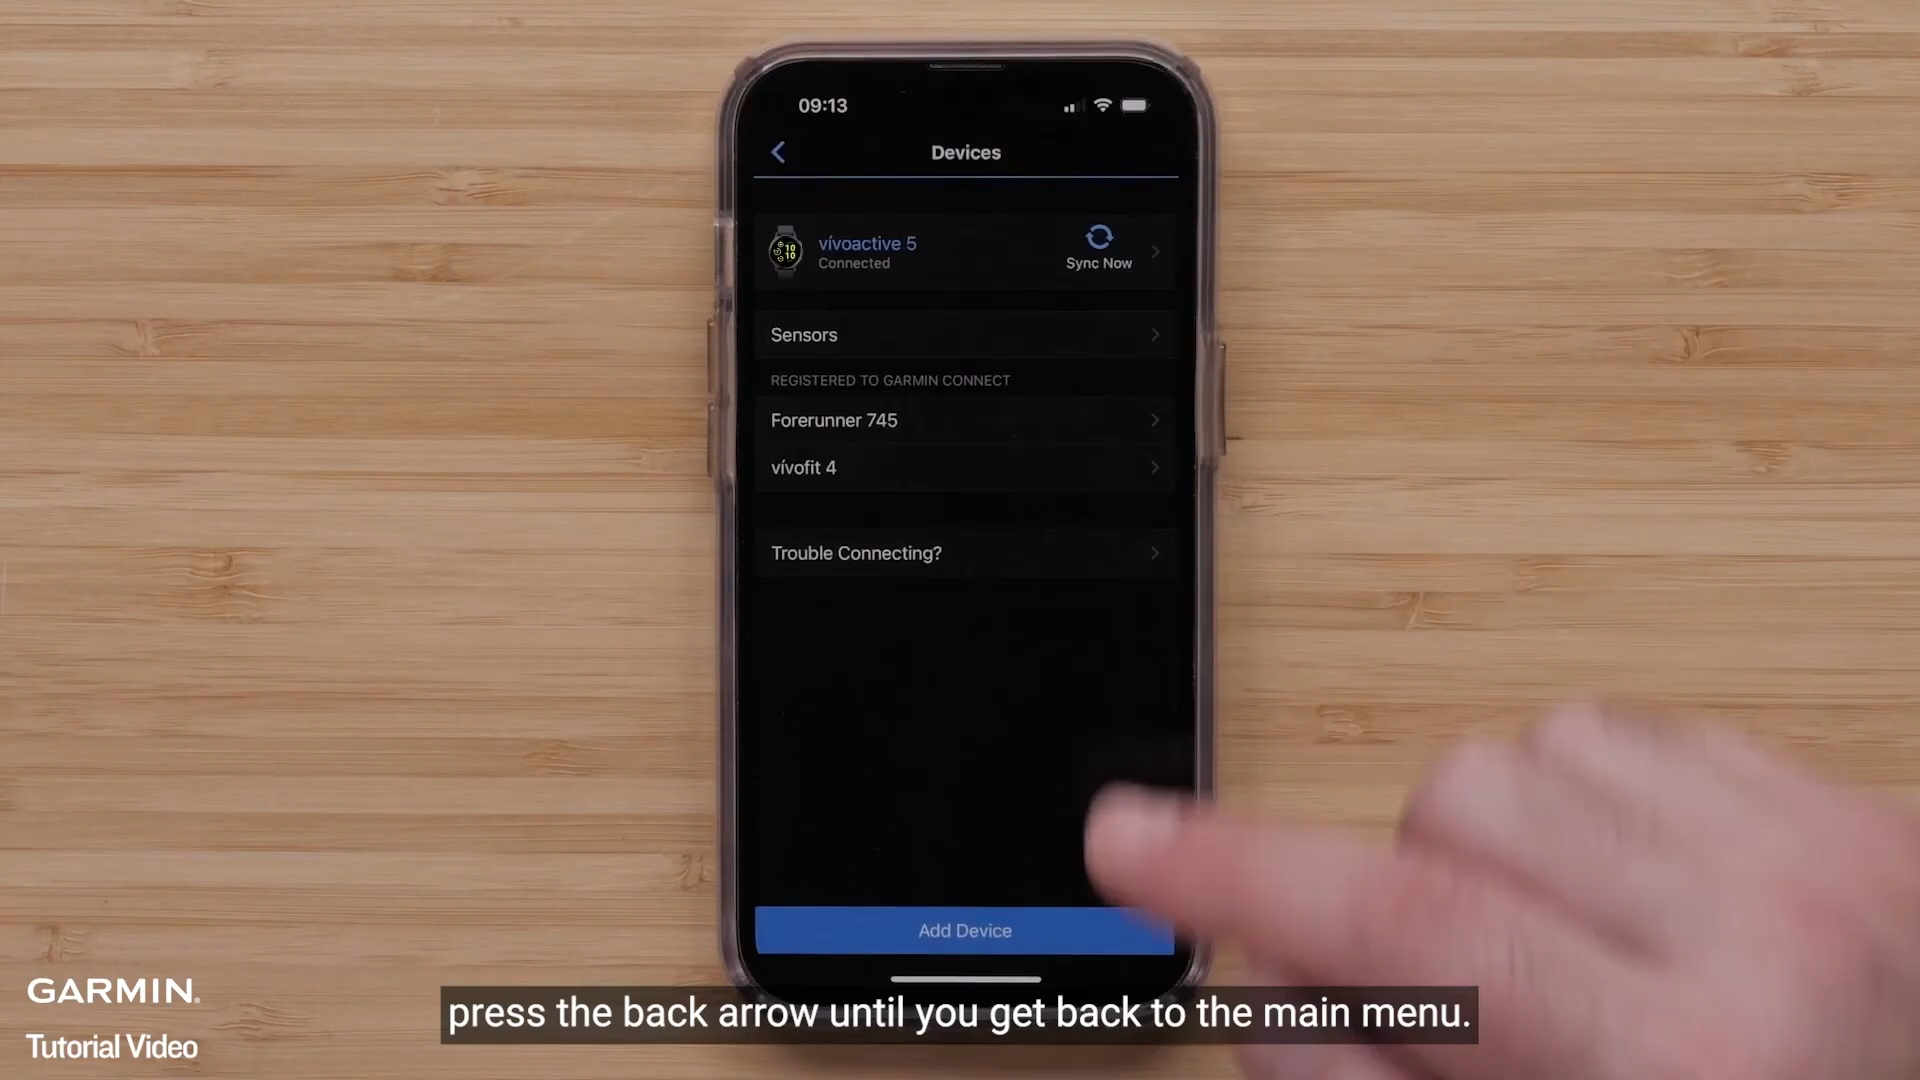 09:13
Devices
vívoactive 5
Connected
Sync Now
Sensors
REGISTERED TO GARMIN CONNECT
Forerunner 745
vívofit 4
Trouble Connecting?
Add Device
GARMIN.
Tutorial Video
press the back arrow until you get back to the main menu.